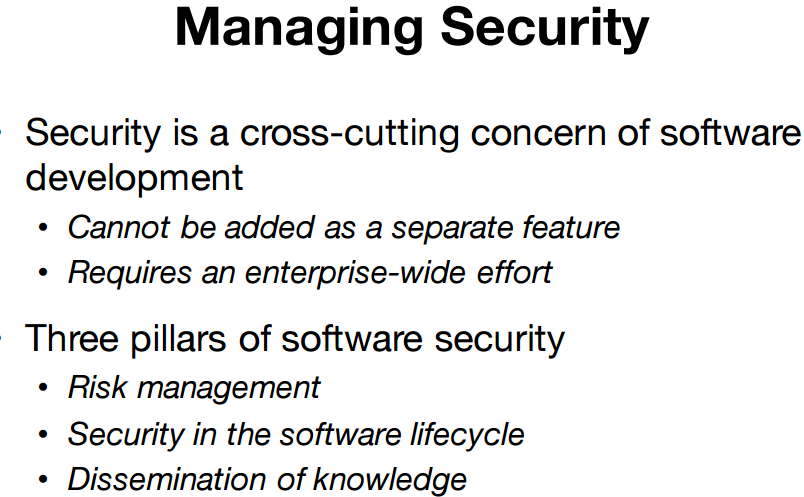 Managing Security
• Security is a cross-cutting concern of software
development
• Cannot be added as a separate feature
• Requires an enterprise-wide effort
• Three pillars of software security
• Risk management
• Security in the software lifecycle
• Dissemination of knowledge